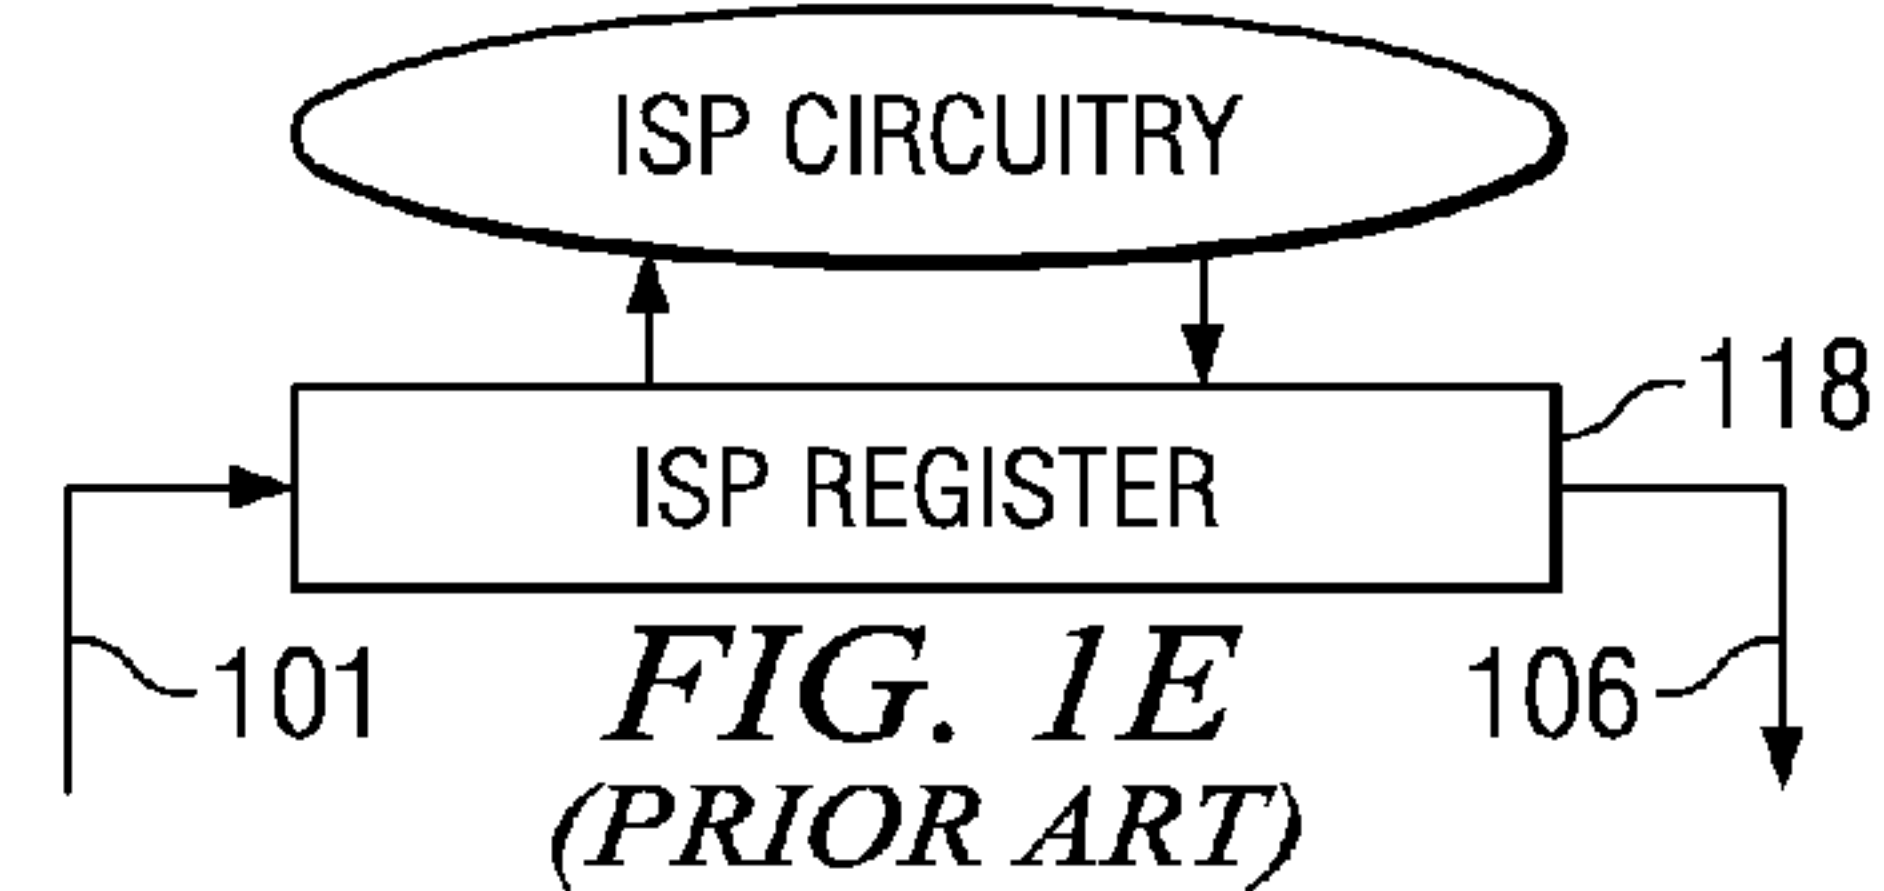 ISP CIRCUITRY
118
ISP REGISTER
101
106
FIG. 1E
(PRIOR ART)